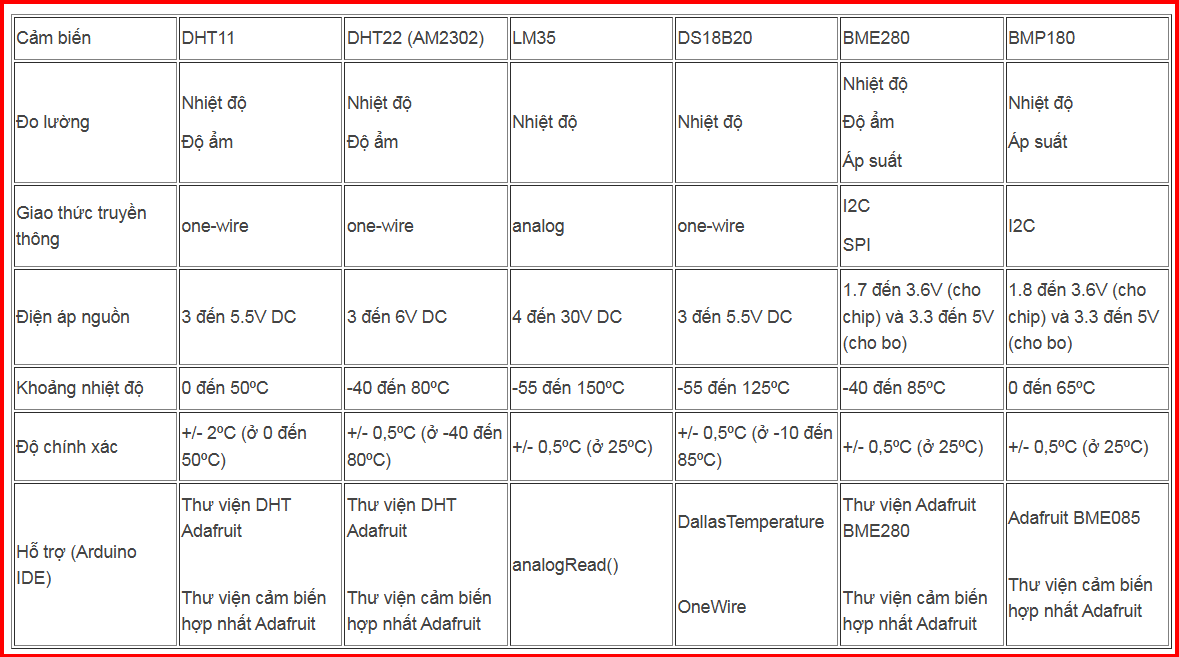 Cảm biến
DHT11
DHT22 (AM2302)
LM35
DS18B20
BME280
BMP180
Đo lường
Nhiệt độ
Độ ẩm
Nhiệt độ
Độ ẩm
Nhiệt độ
Nhiệt độ
Nhiệt độ
Độ ẩm
Áp suất
Nhiệt độ
Áp suất
Giao thức truyền
thông
one-wire
one-wire
analog
one-wire
I2C
SPI
I2C
Điện áp nguồn
3 đến 5.5V DC
3 đến 6V DC
4 đến 30V DC
3 đến 5.5V DC
1.7 đến 3.6V (cho
chip) và 3.3 đến 5V
(cho bo)
1.8 đến 3.6V (cho
chip) và 3.3 đến 5V
(cho bo)
Khoảng nhiệt độ
0 đến 50ºC
-40 đến 80ºC
-55 đến 150ºC
-55 đến 125ºC
-40 đến 85ºC
0 đến 65ºC
Độ chính xác
+/- 2ºC (ở 0 đến
50ºC)
+/- 0,5ºC (ở -40 đến
80ºC)
+/- 0,5ºC (ở 25ºC)
+/- 0,5ºC (ở -10 đến
85ºC)
+/- 0,5ºC (ở 25ºC)
+/- 0,5ºC (ở 25ºC)
Hỗ trợ (Arduino
IDE)
Thư viện DHT
Adafruit
Thư viện cảm biến
hợp nhất Adafruit
Thư viện DHT
Adafruit
Thư viện cảm biến
hợp nhất Adafruit
analogRead()
DallasTemperature
OneWire
Thư viện Adafruit
BME280
Thư viện cảm biến
hợp nhất Adafruit
Adafruit BME085
Thư viện cảm biến
hợp nhất Adafruit